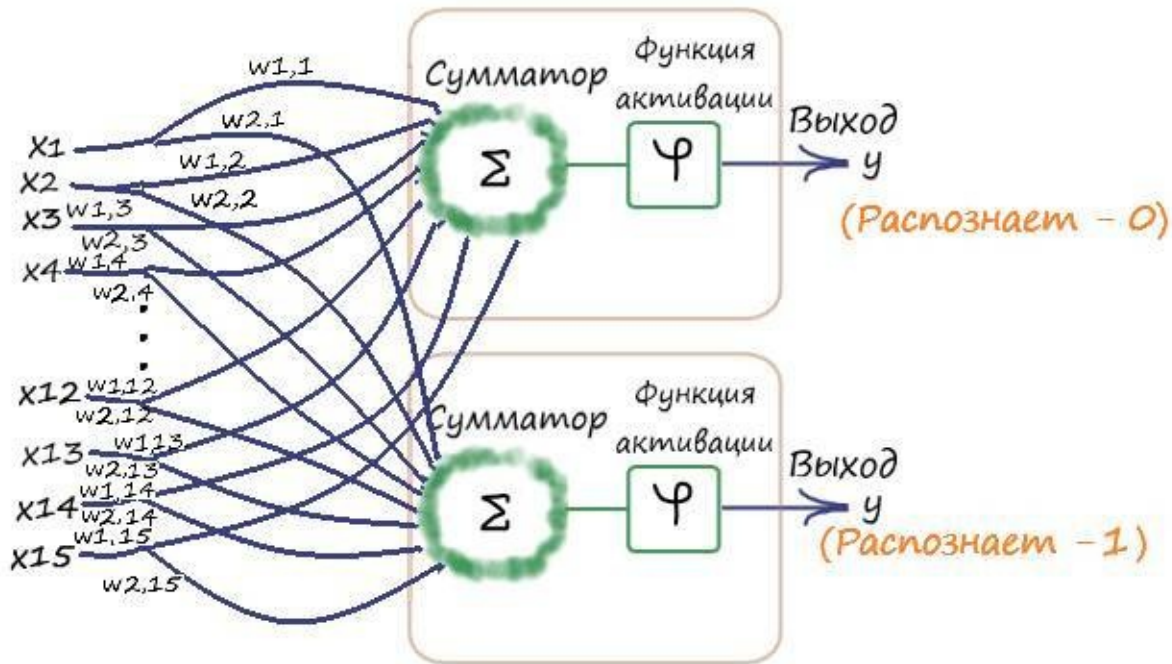 Функция
активации
Сумматор
Σ
φ
Выход
y
(Распознает - 0)
w1,1
w2,1
x1
w1,2
x2
w2,2
x3
w1,3
w2,3
x4
w1,4
w2,4
x12
w1,12
w2,12
x13
w1,13
w2,13
x14
w1,14
w2,14
x15
w1,15
w2,15
Функция
активации
Сумматор
Σ
φ
Выход
y
(Распознает - 1)